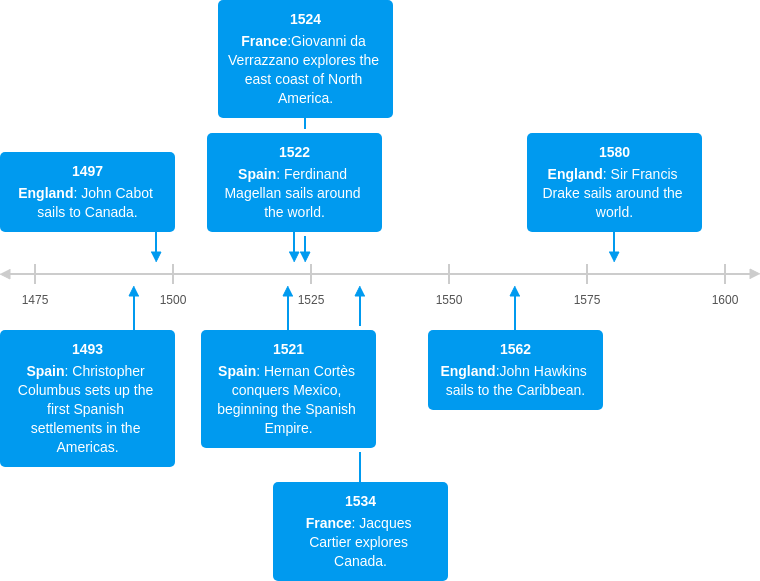 1524
France:Giovanni da
Verrazzano explores the
east coast of North
America.
1497
England: John Cabot
sails to Canada.
1522
Spain: Ferdinand
Magellan sails around
the world.
1580
England: Sir Francis
Drake sails around the
world.
1475
1500
1525
1550
1575
1600
1493
Spain: Christopher
Columbus sets up the
first Spanish
settlements in the
Americas.
1521
Spain: Hernan Cortès
conquers Mexico,
beginning the Spanish
Empire.
1562
England:John Hawkins
sails to the Caribbean.
1534
France: Jacques
Cartier explores
Canada.